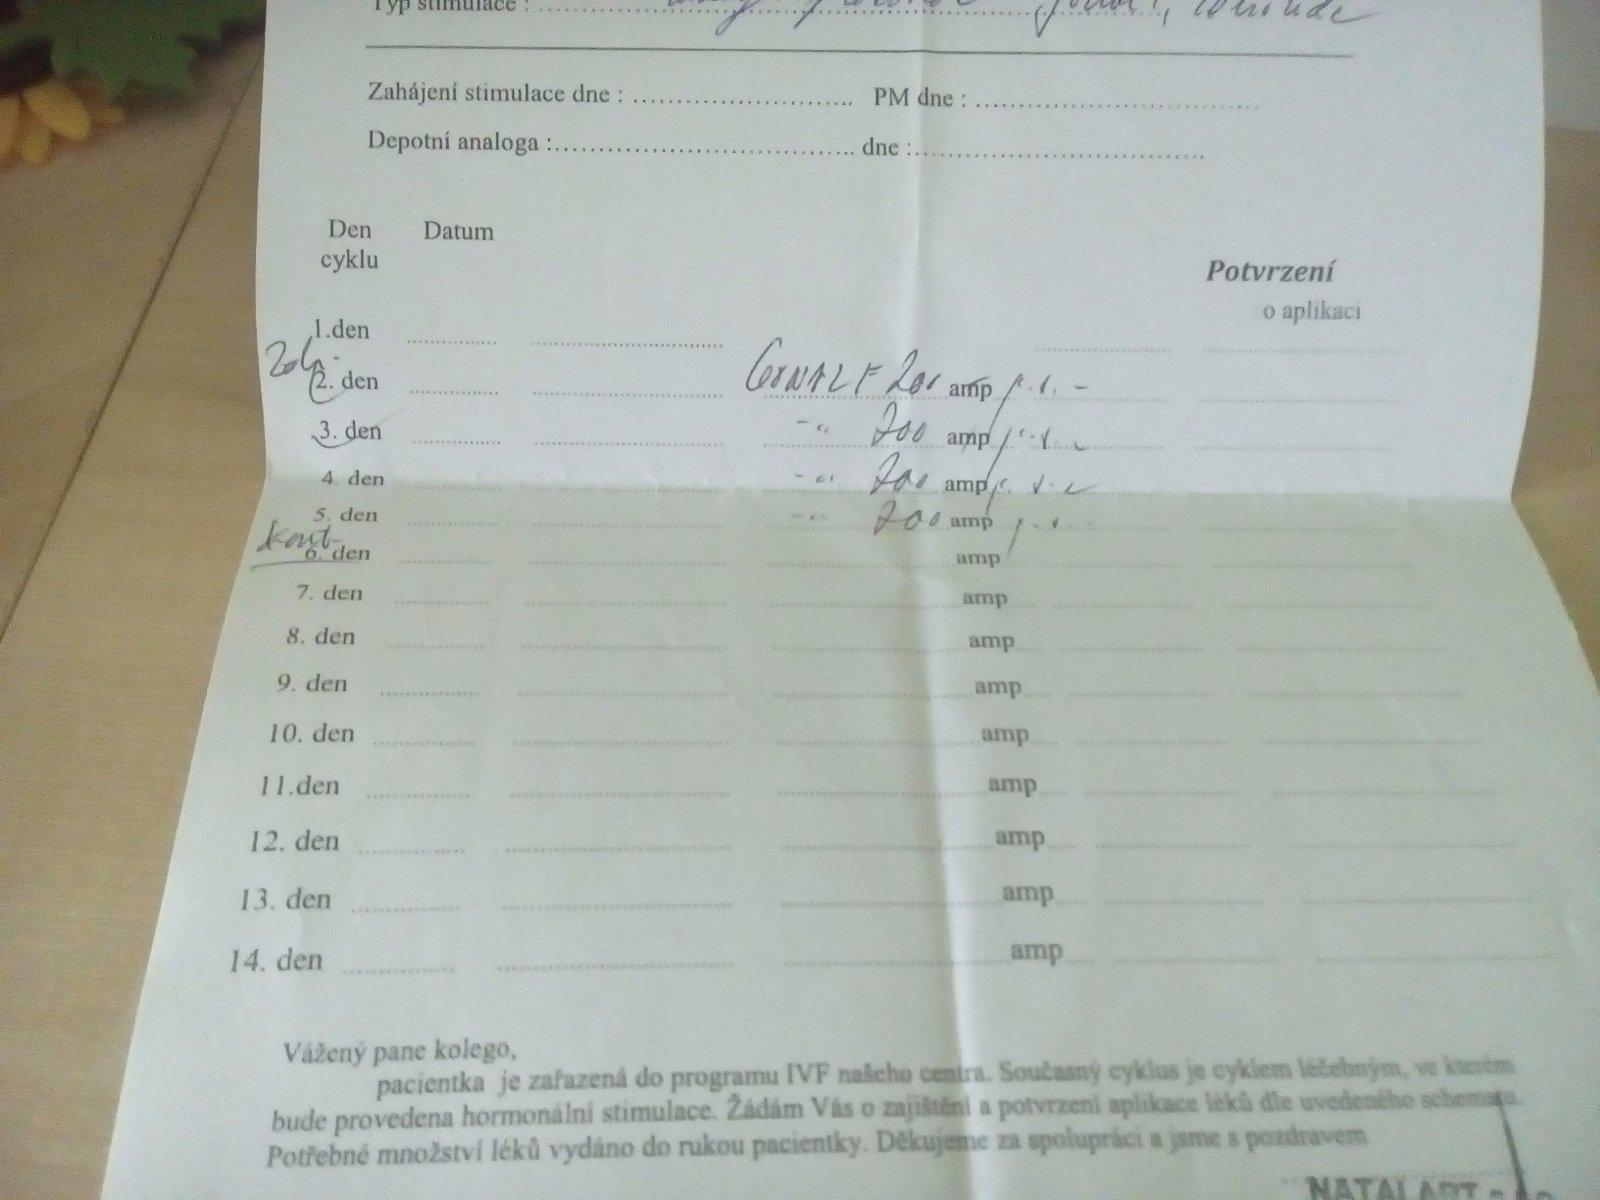 Typ stimulace :
Zahájení stimulace dne : ............................ PM dne : ....................................
Depotní analoga :..................................... dne :....................................
Den Datum
cyklu
Potvrzení
o aplikaci
1.den
2. den GONAL F 200 amp
3. den -"- 200 amp
4. den -"- 200 amp
5. den -"- 200 amp
kont
6. den amp
7. den amp
8. den amp
9. den amp
10. den amp
11.den amp
12. den amp
13. den amp
14. den amp
Vážený pane kolego,
pacientka je zařazená do programu IVF našeho centra. Současný cyklus je cyklem léčebným, ve kterém
bude provedena hormonální stimulace. Žádám Vás o zajištění a potvrzení aplikace léků dle uvedeného schematu.
Potřebné množství léků vydáno do rukou pacientky. Děkujeme za spolupráci a jsme s pozdravem
NATALART